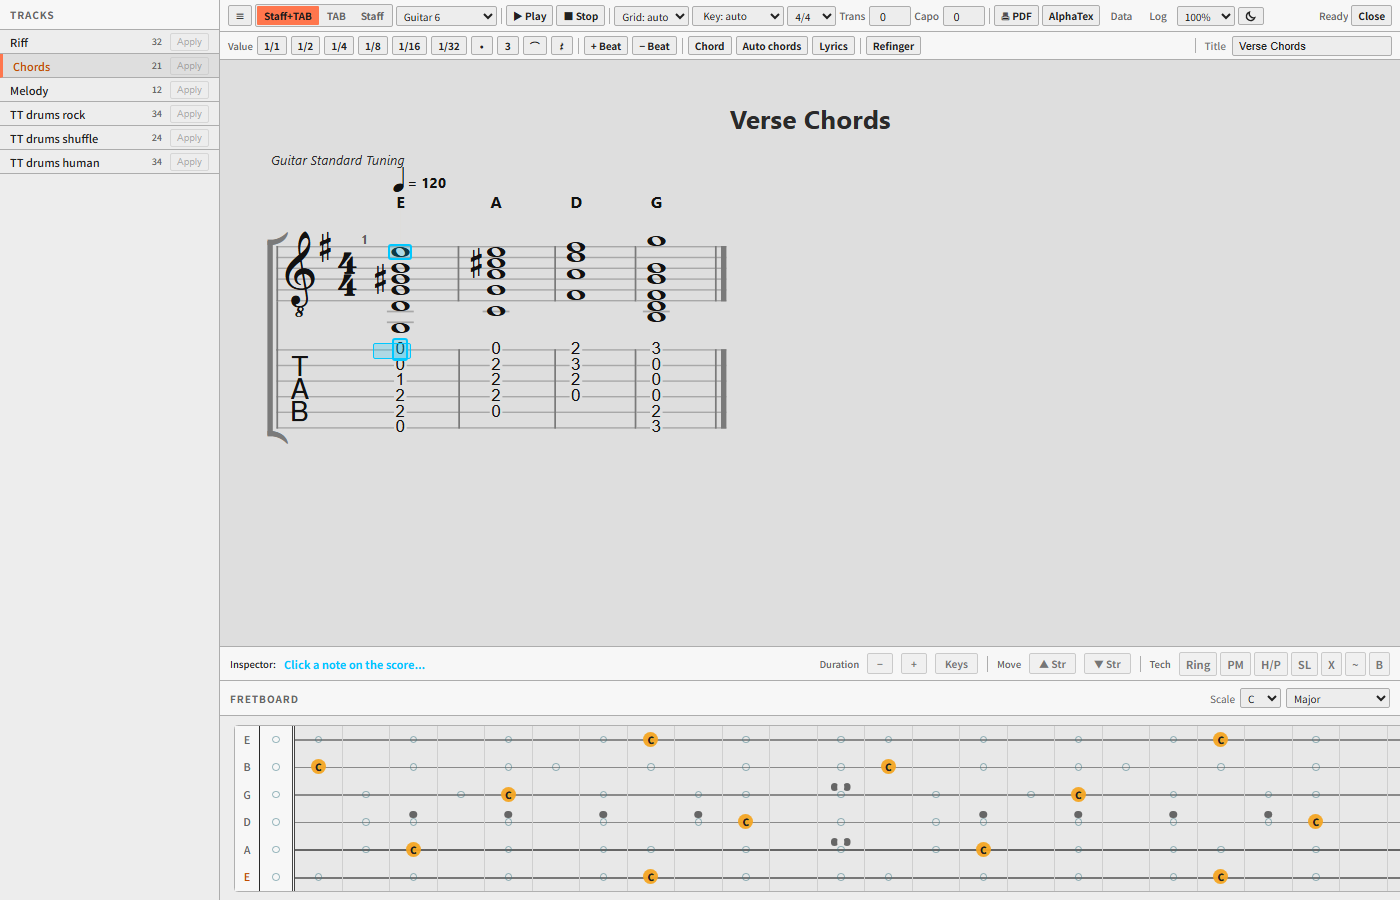 TRACKS
Riff 32 Apply
Chords 21 Apply
Melody 12 Apply
TT drums rock 34 Apply
TT drums shuffle 24 Apply
TT drums human 34 Apply
≡ Staff+TAB TAB Staff Guitar 6 ▶ Play ■ Stop Grid: auto Key: auto 4/4 Trans 0 Capo 0 PDF AlphaTex Data Log 100% Ready Close
Value 1/1 1/2 1/4 1/8 1/16 1/32 • 3 + Beat − Beat Chord Auto chords Lyrics Refinger Title Verse Chords
Verse Chords
Guitar Standard Tuning
= 120
E A D G
1
4
4
8
0 0 2 3
T 0 2 3 0
1 2 2 0
A 2 2 0 0
B 2 0 2
0 3
Inspector: Click a note on the score... Duration − + Keys Move ▲ Str ▼ Str Tech Ring PM H/P SL X ~ B
FRETBOARD Scale C Major
E C C
B C C
G C C
D C C
A C C
E C C